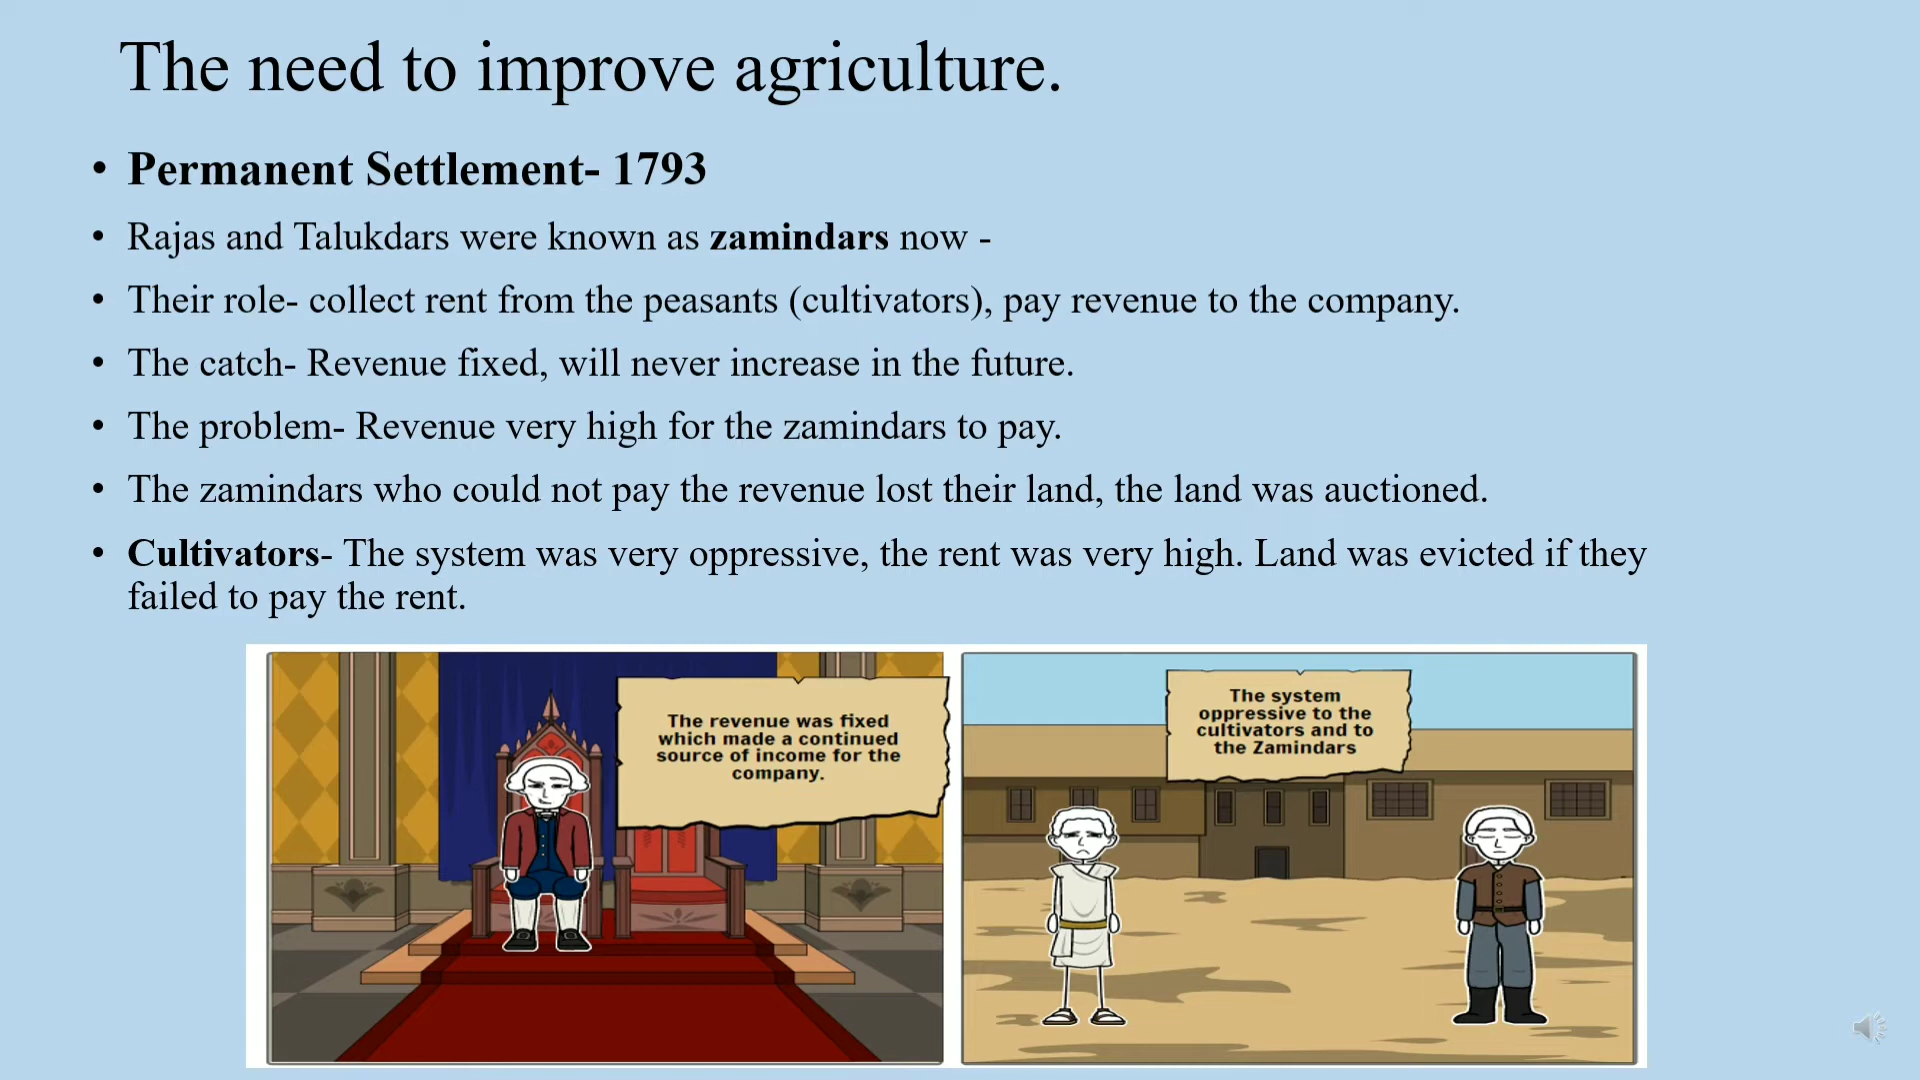 The need to improve agriculture.
• Permanent Settlement- 1793
• Rajas and Talukdars were known as zamindars now -
• Their role- collect rent from the peasants (cultivators), pay revenue to the company.
• The catch- Revenue fixed, will never increase in the future.
• The problem- Revenue very high for the zamindars to pay.
• The zamindars who could not pay the revenue lost their land, the land was auctioned.
• Cultivators- The system was very oppressive, the rent was very high. Land was evicted if they
failed to pay the rent.
The revenue was fixed
which made a continued
source of income for the
company.
The system
oppressive to the
cultivators and to
the Zamindars